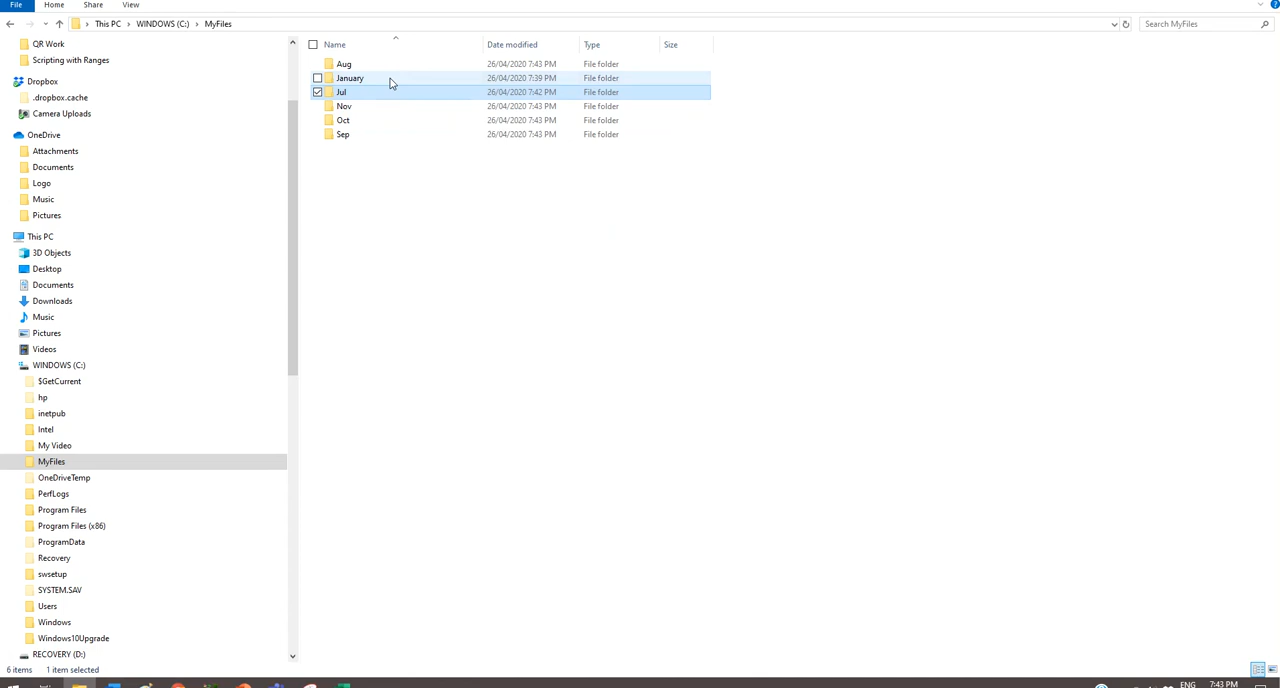 File Home Share View
This PC › WINDOWS (C:) › MyFiles Search MyFiles
Name Date modified Type Size
Aug 26/04/2020 7:43 PM File folder
January 26/04/2020 7:39 PM File folder
Jul 26/04/2020 7:42 PM File folder
Nov 26/04/2020 7:43 PM File folder
Oct 26/04/2020 7:43 PM File folder
Sep 26/04/2020 7:43 PM File folder
QR Work
Scripting with Ranges
Dropbox
.dropbox.cache
Camera Uploads
OneDrive
Attachments
Documents
Logo
Music
Pictures
This PC
3D Objects
Desktop
Documents
Downloads
Music
Pictures
Videos
WINDOWS (C:)
$GetCurrent
hp
inetpub
Intel
My Video
MyFiles
OneDriveTemp
PerfLogs
Program Files
Program Files (x86)
ProgramData
Recovery
swsetup
SYSTEM.SAV
Users
Windows
Windows10Upgrade
RECOVERY (D:)
6 items 1 item selected
ENG 7:43 PM